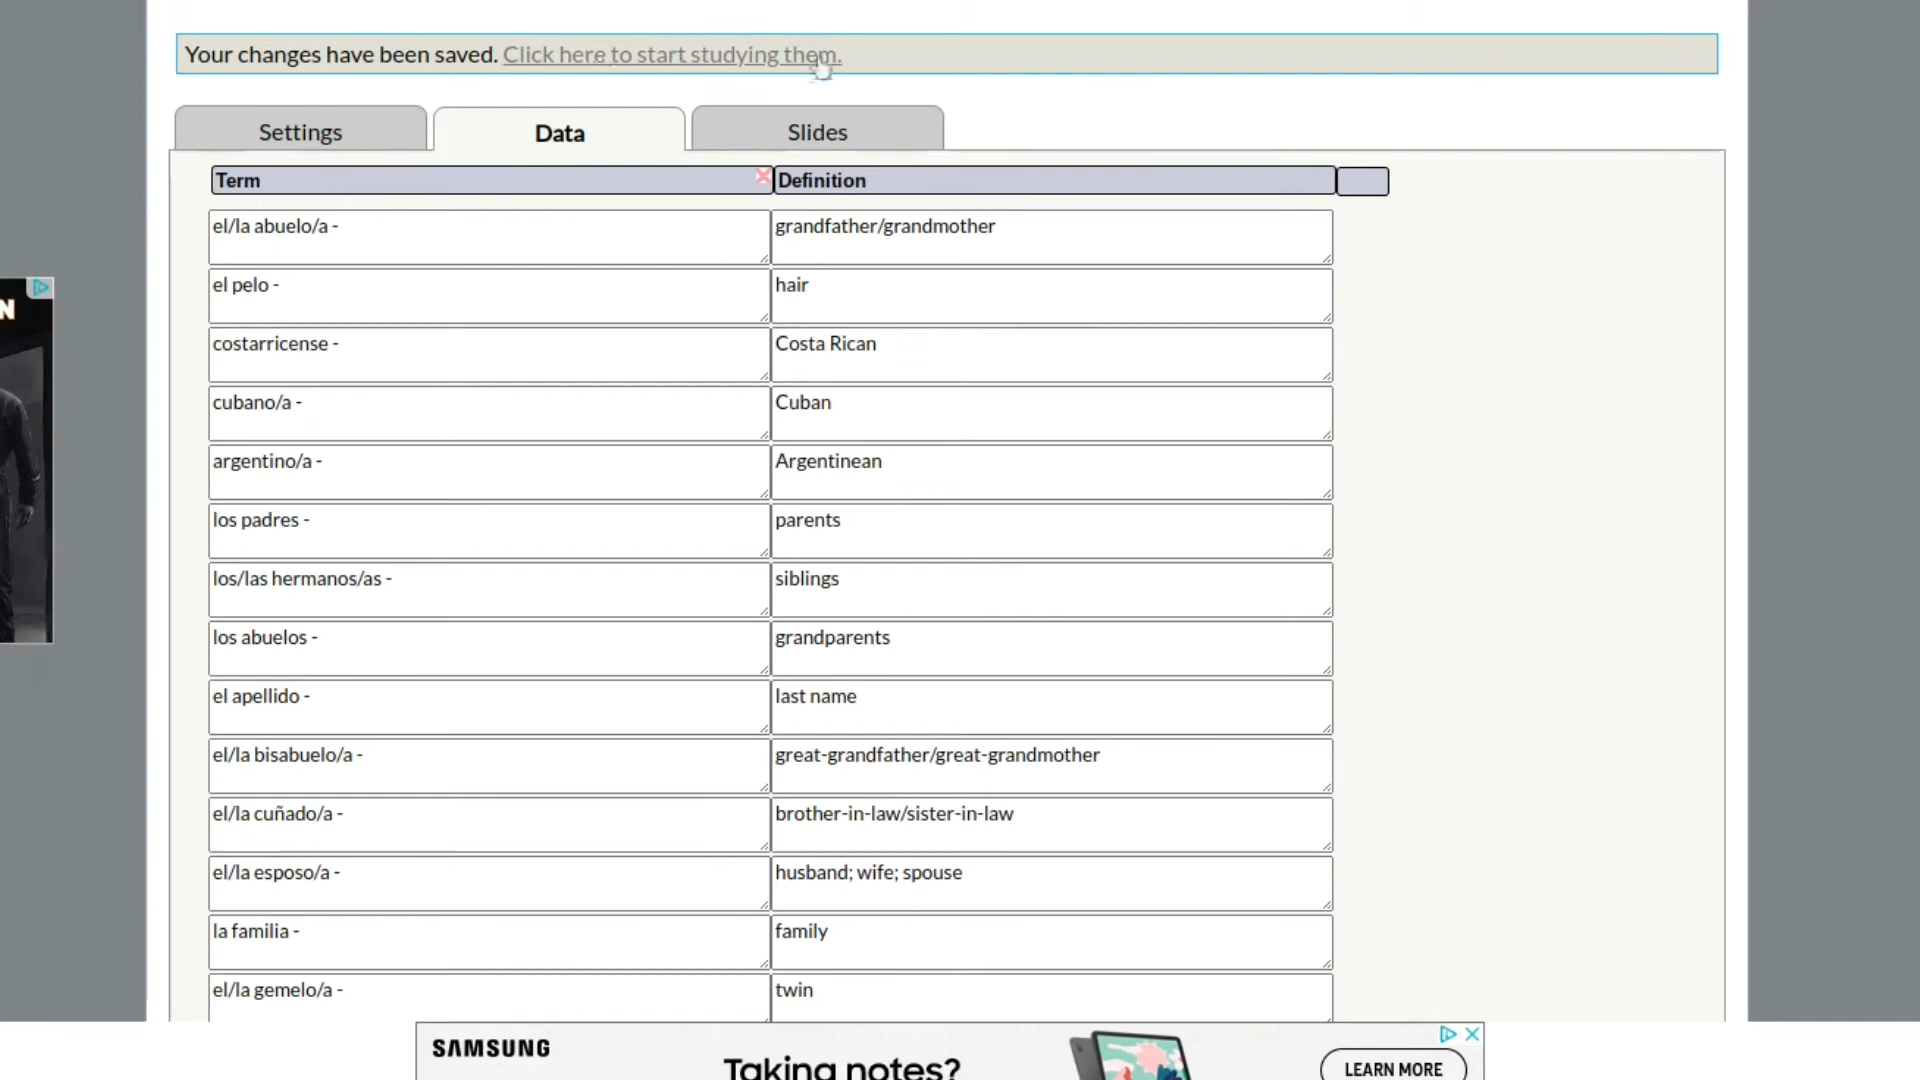 Your changes have been saved. Click here to start studying them.
Settings
Data
Slides
Term
Definition
el/la abuelo/a -
grandfather/grandmother
el pelo -
hair
costarricense -
Costa Rican
cubano/a -
Cuban
argentino/a -
Argentinean
los padres -
parents
los/las hermanos/as -
siblings
los abuelos -
grandparents
el apellido -
last name
el/la bisabuelo/a -
great-grandfather/great-grandmother
el/la cuñado/a -
brother-in-law/sister-in-law
el/la esposo/a -
husband; wife; spouse
la familia -
family
el/la gemelo/a -
twin
N
SAMSUNG
Taking notes?
LEARN MORE